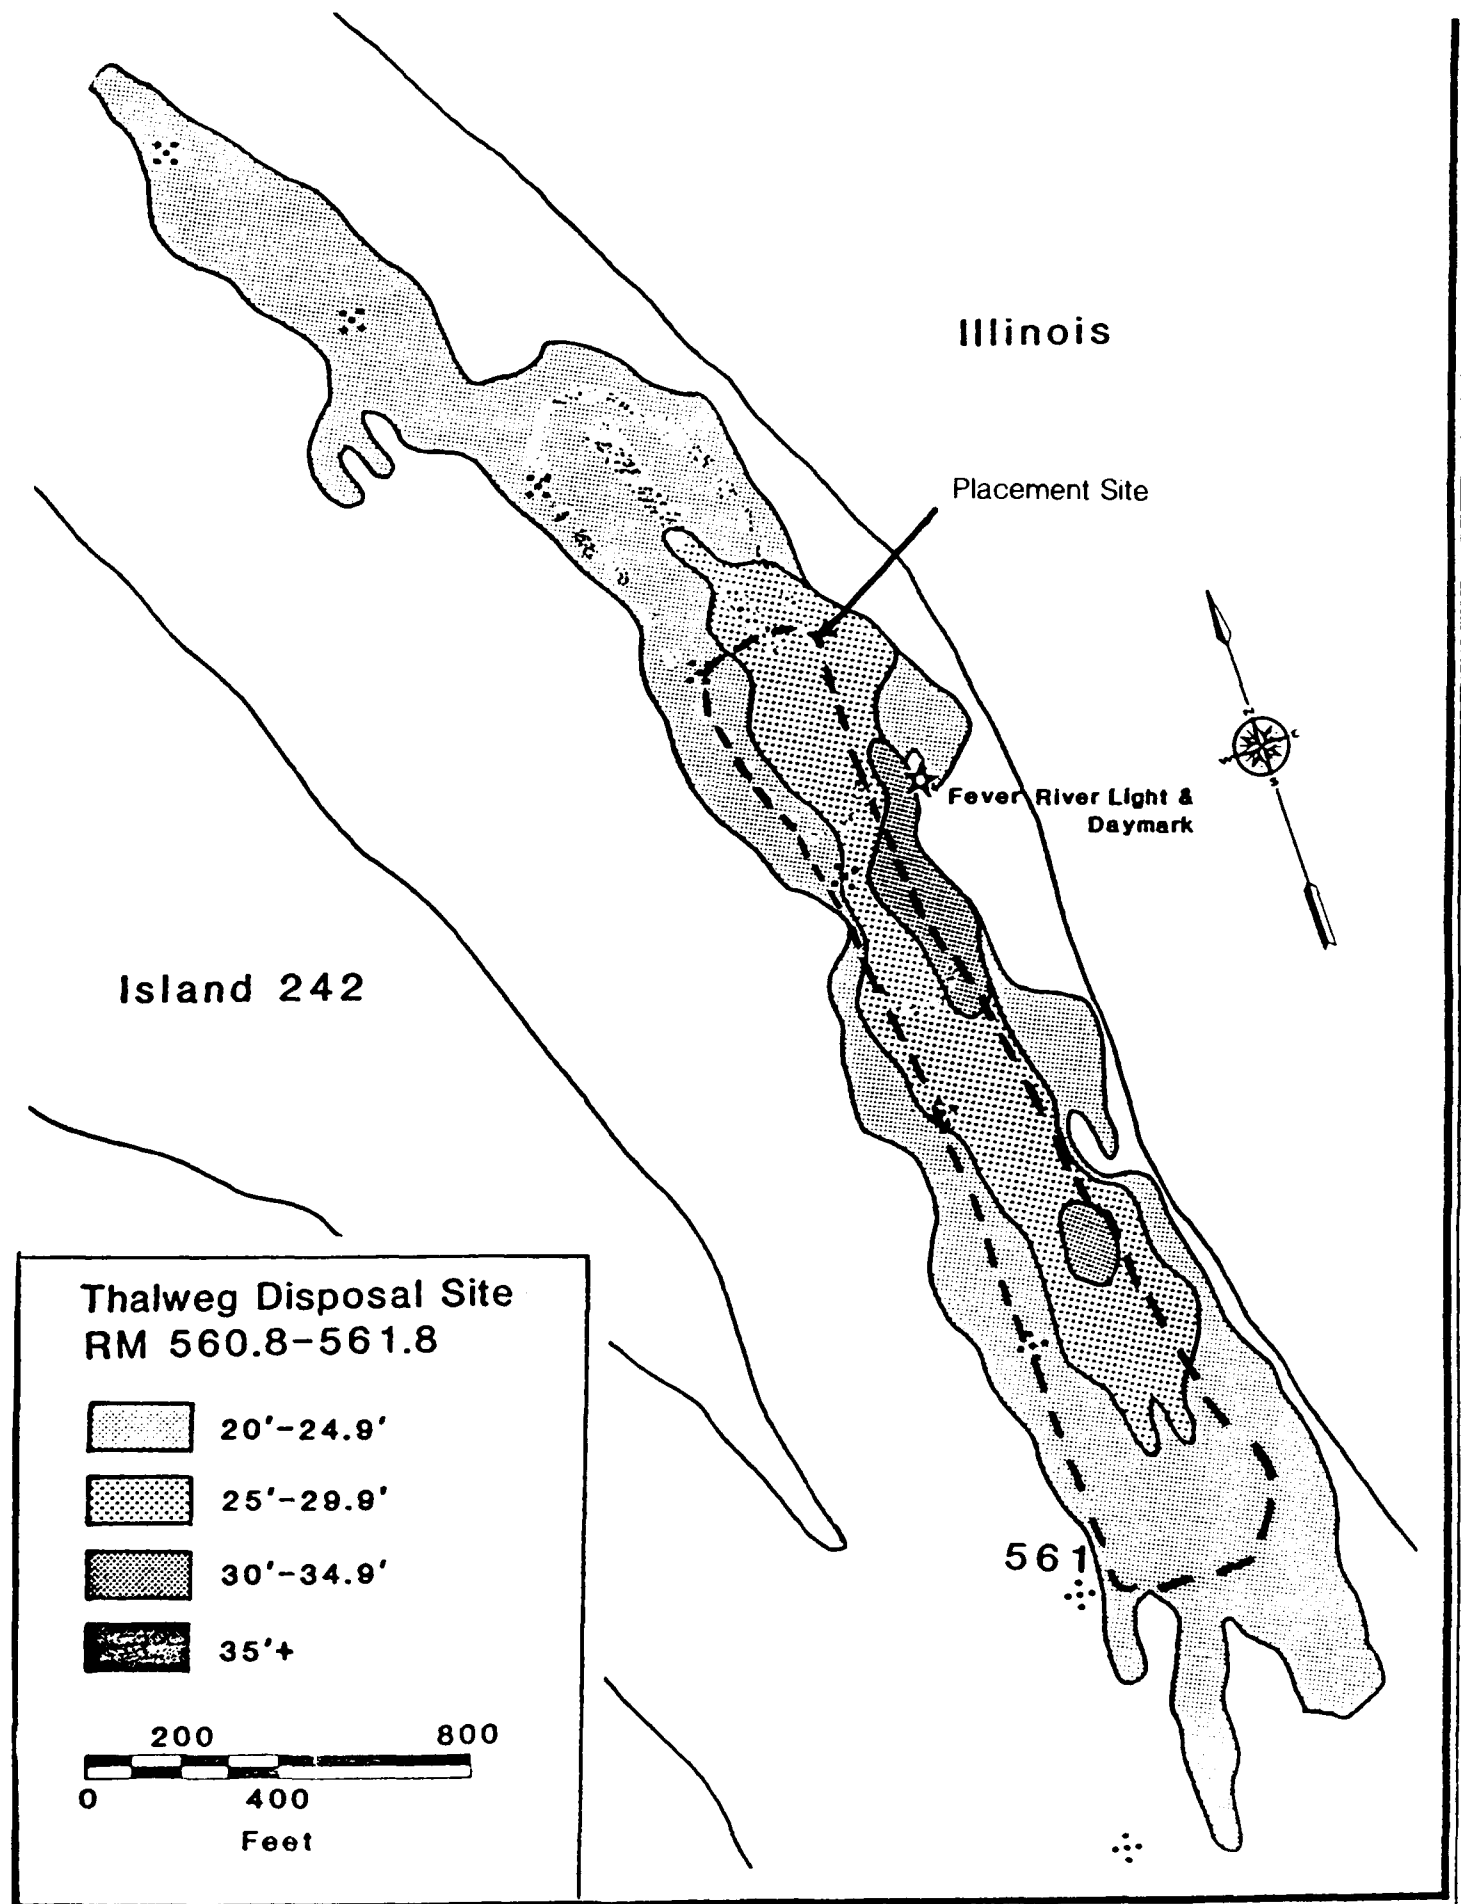 Illinois
Placement Site
Fever River Light &
Daymark
Island 242
Thalweg Disposal Site
RM 560.8-561.8
20'-24.9'
25'-29.9'
30'-34.9'
35'+
200 800
0 400
Feet
561